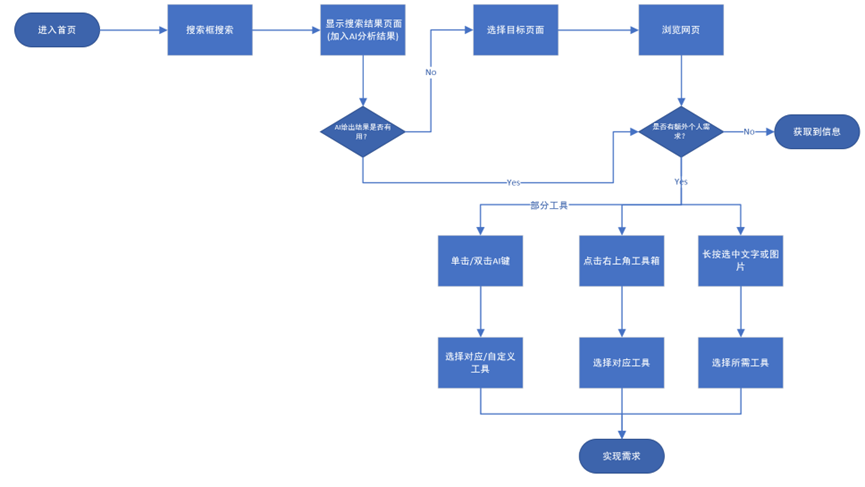 进入首页
搜索框搜索
显示搜索结果页面
(加入AI分析结果)
选择目标页面
浏览网页
No
AI给出结果是否有
用？
是否有额外个人需
求？
No
获取到信息
Yes
Yes
部分工具
单击/双击AI键
点击右上角工具箱
长按选中文字或图
片
选择对应/自定义
工具
选择对应工具
选择所需工具
实现需求